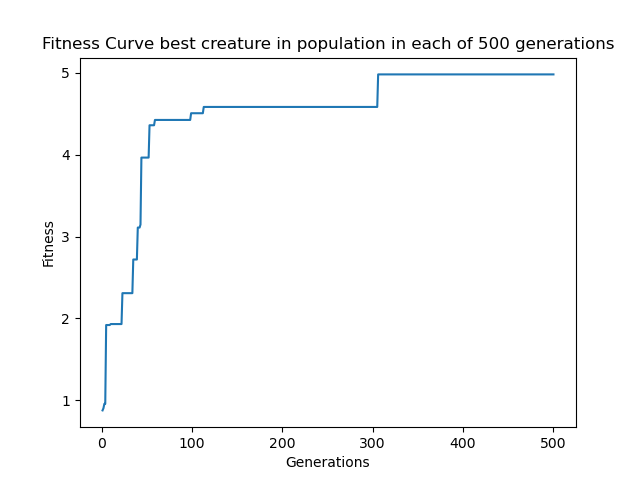 Fitness Curve best creature in population in each of 500 generations
5
4
3
2
1
Fitness
0 100 200 300 400 500
Generations